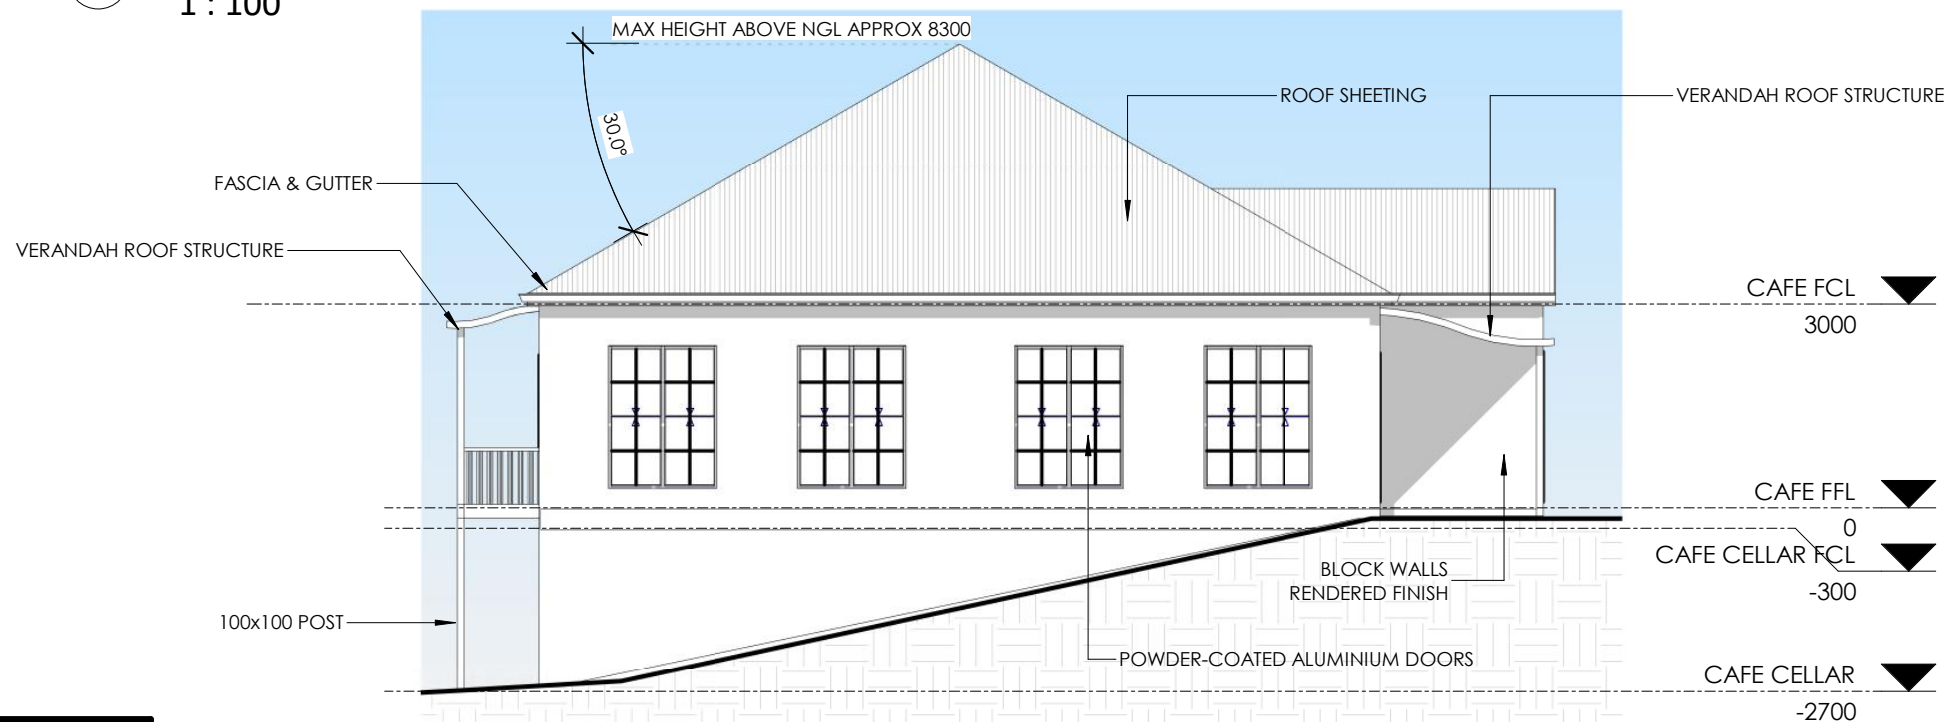 1 : 100
MAX HEIGHT ABOVE NGL APPROX 8300
ROOF SHEETING
VERANDAH ROOF STRUCTURE
30.0°
FASCIA & GUTTER
VERANDAH ROOF STRUCTURE
CAFE FCL
3000
CAFE FFL
0
CAFE CELLAR FCL
-300
BLOCK WALLS
RENDERED FINISH
100x100 POST
POWDER-COATED ALUMINIUM DOORS
CAFE CELLAR
-2700